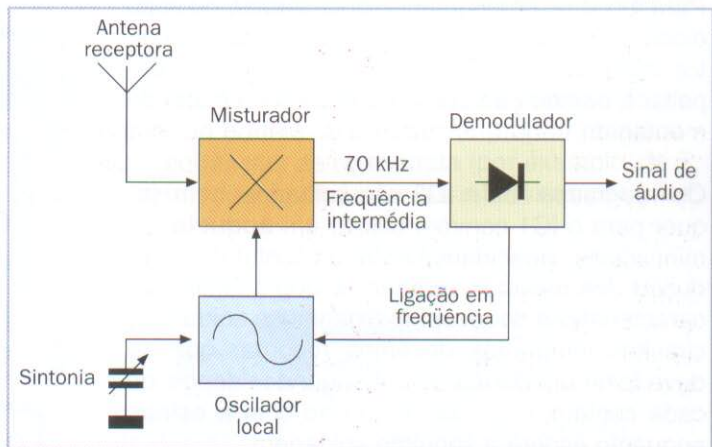 Antena
receptora
Misturador
Demodulador
70 kHz
Freqüência
intermédia
Sinal de
áudio
Ligação em
freqüência
Sintonia
Oscilador
local